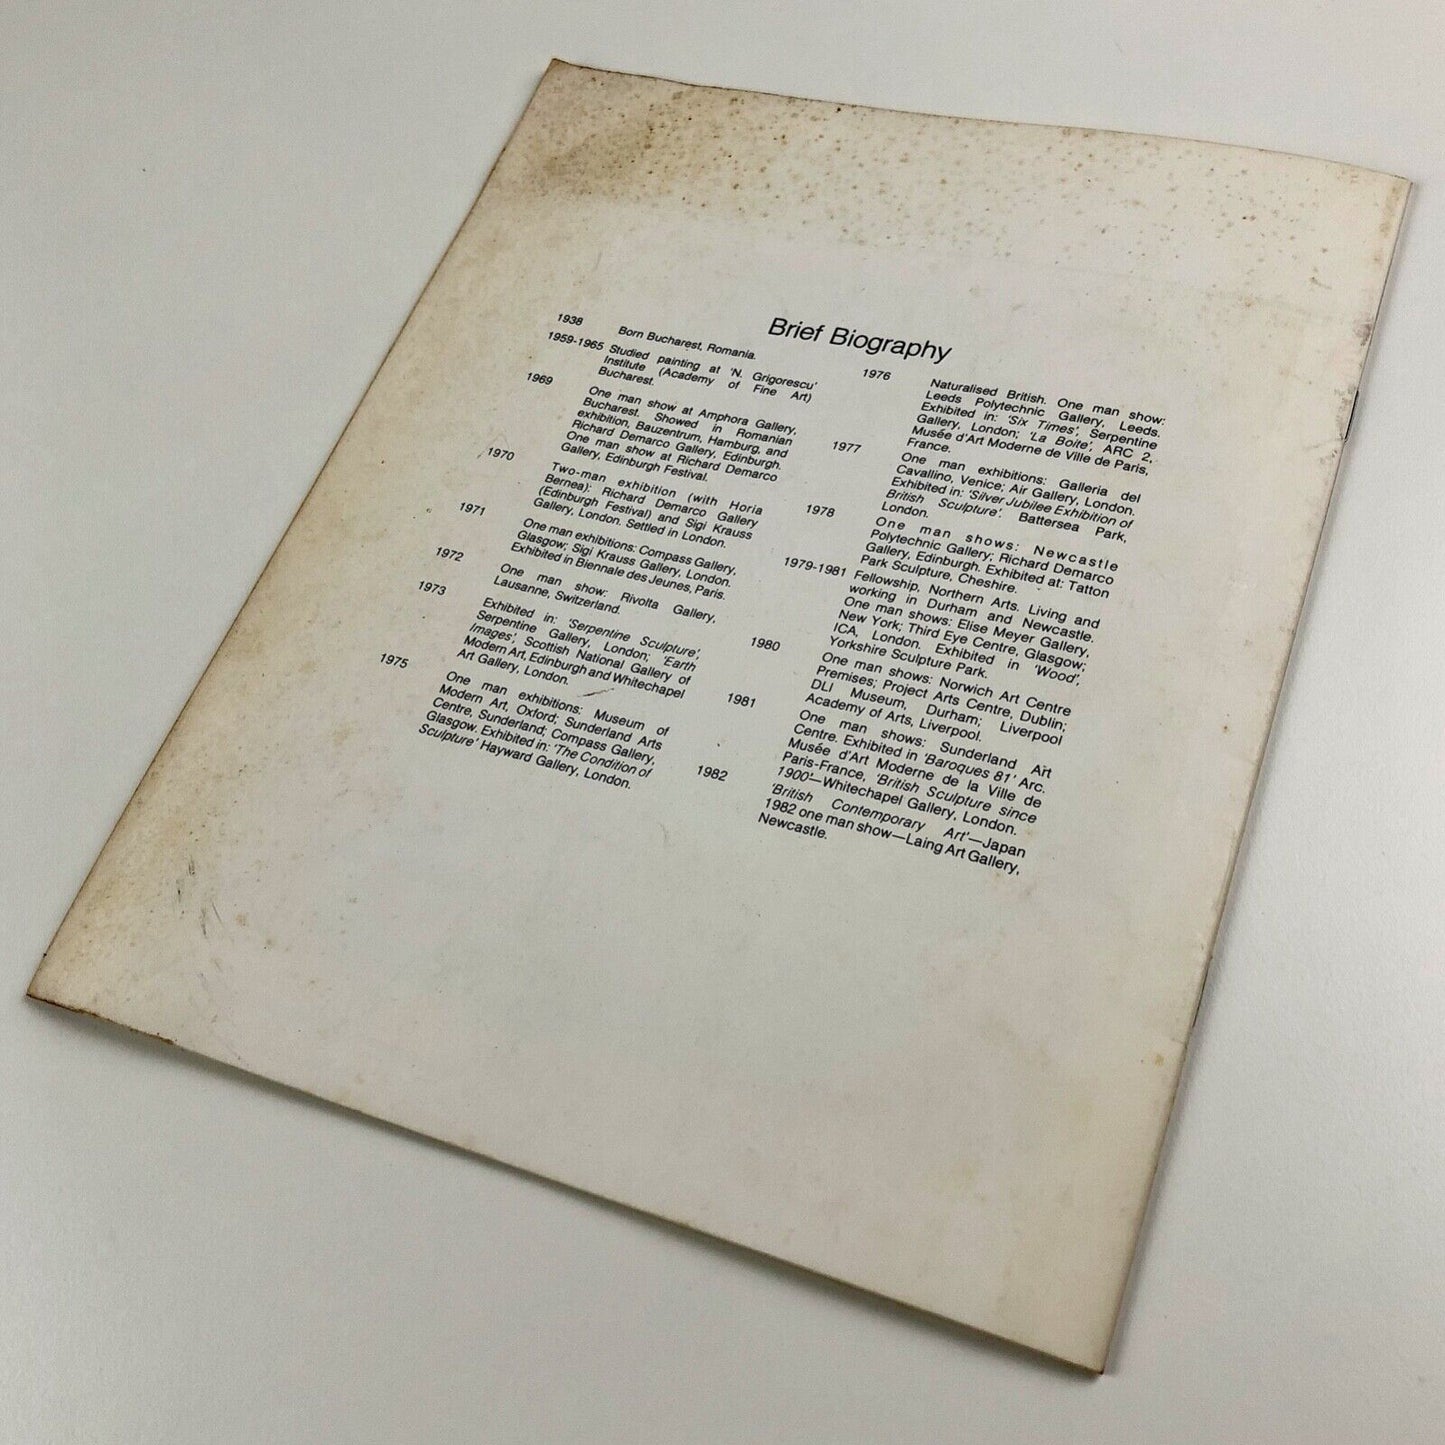 Brief Biography
1938 Born Bucharest, Romania.
1959-1965 Studied painting at 'N. Grigorescu'
Institute (Academy of Fine Art)
Bucharest.
1969 One man show at Amphora Gallery,
Bucharest. Showed in Romanian
exhibition, Bauzentrum, Hamburg, and
Richard Demarco Gallery, Edinburgh.
One man show at Richard Demarco
Gallery, Edinburgh Festival.
1970 Two-man exhibition (with Horia
Bernea): Richard Demarco Gallery
(Edinburgh Festival) and Sigi Krauss
Gallery, London. Settled in London.
1971 One man exhibitions: Compass Gallery,
Glasgow; Sigi Krauss Gallery, London.
Exhibited in Biennale des Jeunes, Paris.
1972 One man show: Rivolta Gallery,
Lausanne, Switzerland.
1973 Exhibited in: 'Serpentine Sculpture';
Serpentine Gallery, London; 'Earth
Images', Scottish National Gallery of
Modern Art, Edinburgh and Whitechapel
Art Gallery, London.
1975 One man exhibitions: Museum of
Modern Art, Oxford; Sunderland Arts
Centre, Sunderland; Compass Gallery,
Glasgow. Exhibited in: 'The Condition of
Sculpture' Hayward Gallery, London.
1976 Naturalised British. One man show:
Leeds Polytechnic Gallery, Leeds.
Exhibited in: 'Six Times', Serpentine
Gallery, London; 'La Boite', ARC 2,
Musée d'Art Moderne de Ville de Paris,
France.
1977 One man exhibitions: Galleria del
Cavallino, Venice; Air Gallery, London.
Exhibited in: 'Silver Jubilee Exhibition of
British Sculpture'. Battersea Park,
London.
1978 One man shows: Newcastle
Polytechnic Gallery; Richard Demarco
Gallery, Edinburgh. Exhibited at: Tatton
Park Sculpture, Cheshire.
1979-1981 Fellowship, Northern Arts. Living and
working in Durham and Newcastle.
One man shows: Elise Meyer Gallery,
New York; Third Eye Centre, Glasgow;
ICA, London. Exhibited in 'Wood',
Yorkshire Sculpture Park.
1980 One man shows: Norwich Art Centre
Premises; Project Arts Centre, Dublin;
DLI Museum, Durham; Liverpool
Academy of Arts, Liverpool.
1981 One man shows: Sunderland Art
Centre. Exhibited in 'Baroques 81' Arc.
Musée d'Art Moderne de la Ville de
Paris-France, 'British Sculpture since
1900'—Whitechapel Gallery, London.
1982 'British Contemporary Art'—Japan
1982 one man show—Laing Art Gallery,
Newcastle.